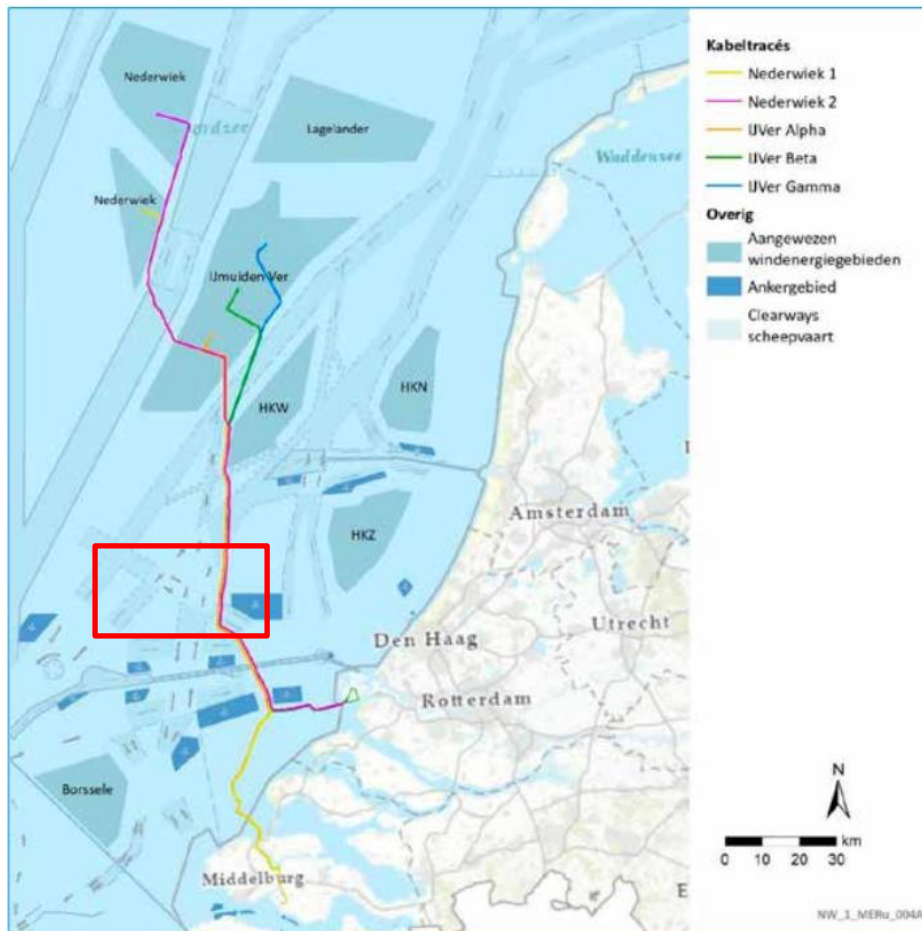 Nederwiek
Lagelander
Waddenzee
Nederwiek
IJmuiden Ver
HKN
HKW
HKZ
Amsterdam
Den Haag
Utrecht
Rotterdam
Borssele
Middelburg
Kabeltracés
Nederwiek 1
Nederwiek 2
IJVer Alpha
IJVer Beta
IJVer Gamma
Overig
Aangewezen
windenergiegebieden
Ankergebied
Clearways
scheepvaart
N
km
0 10 20 30
NW_1_MERu_004A